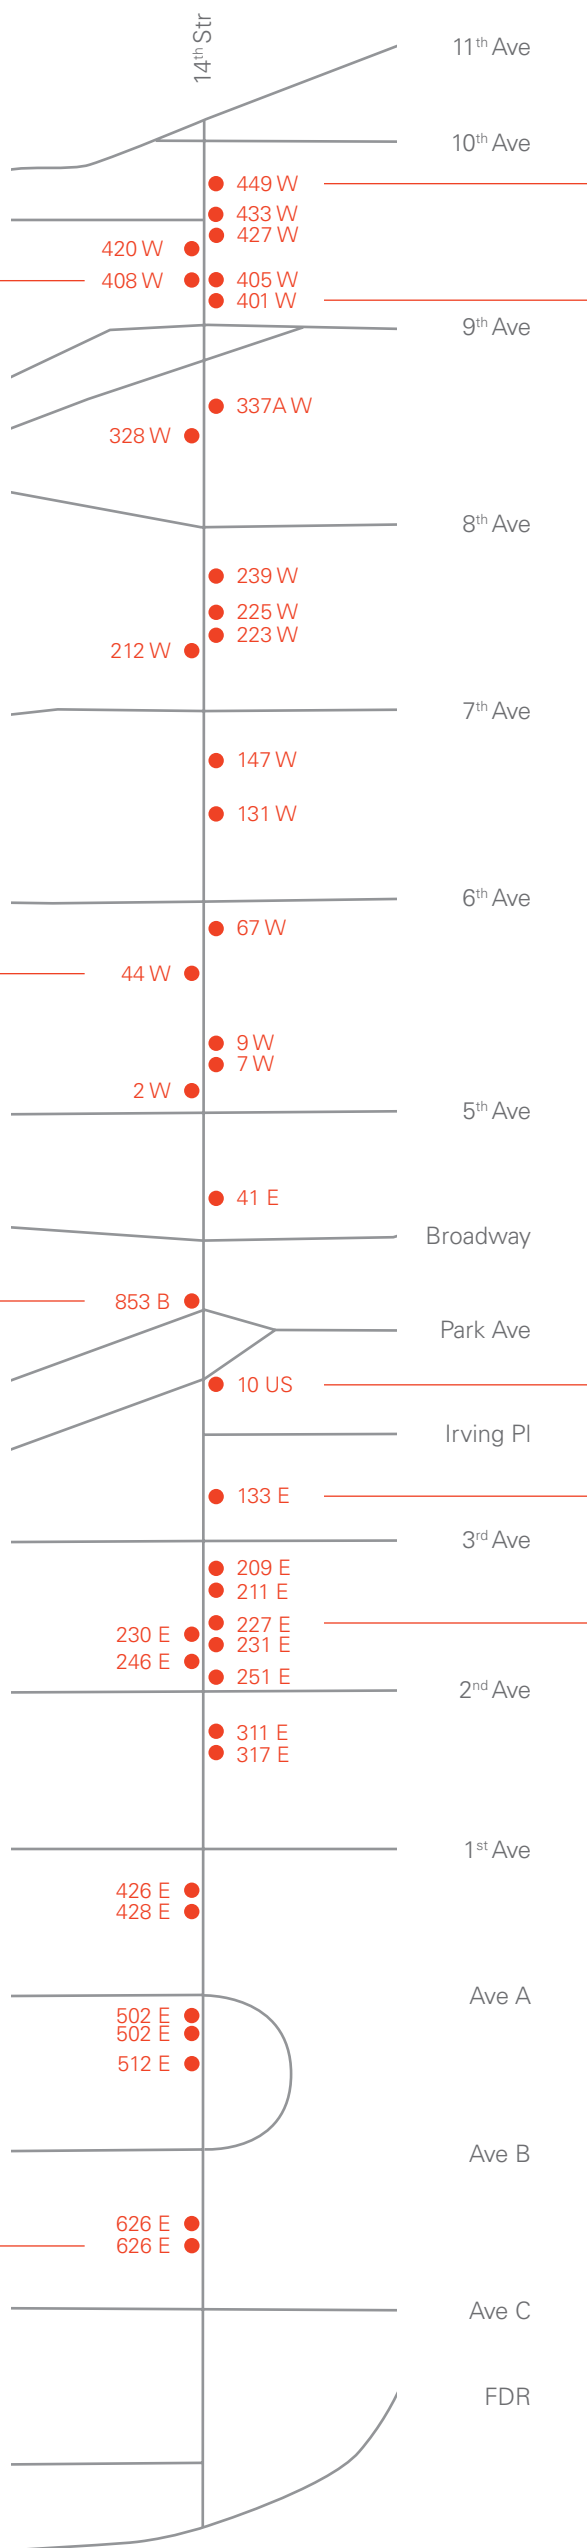 14th Str
11th Ave
10th Ave
449 W
433 W
427 W
420 W
408 W
405 W
401 W
9th Ave
337A W
328 W
8th Ave
239 W
225 W
223 W
212 W
7th Ave
147 W
131 W
6th Ave
67 W
44 W
9 W
7 W
2 W
5th Ave
41 E
Broadway
853 B
Park Ave
10 US
Irving Pl
133 E
3rd Ave
209 E
211 E
227 E
230 E
231 E
246 E
251 E
2nd Ave
311 E
317 E
1st Ave
426 E
428 E
Ave A
502 E
502 E
512 E
Ave B
626 E
626 E
Ave C
FDR